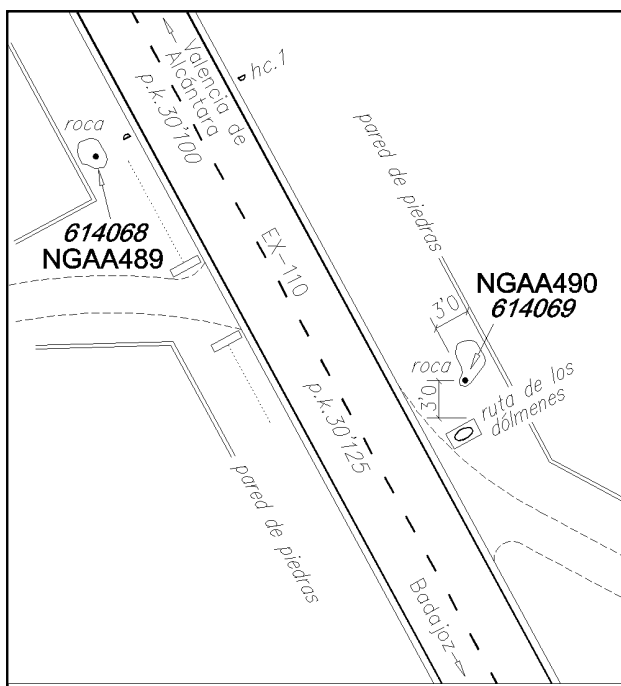 Valencia de
Alcántara
p.k.30'100
hc.1
roca
614068
NGAA489
pared de piedras
EX-110
NGAA490
614069
3'0
roca
3'0
ruta de los
dólmenes
p.k.30'125
pared de piedras
Badajoz